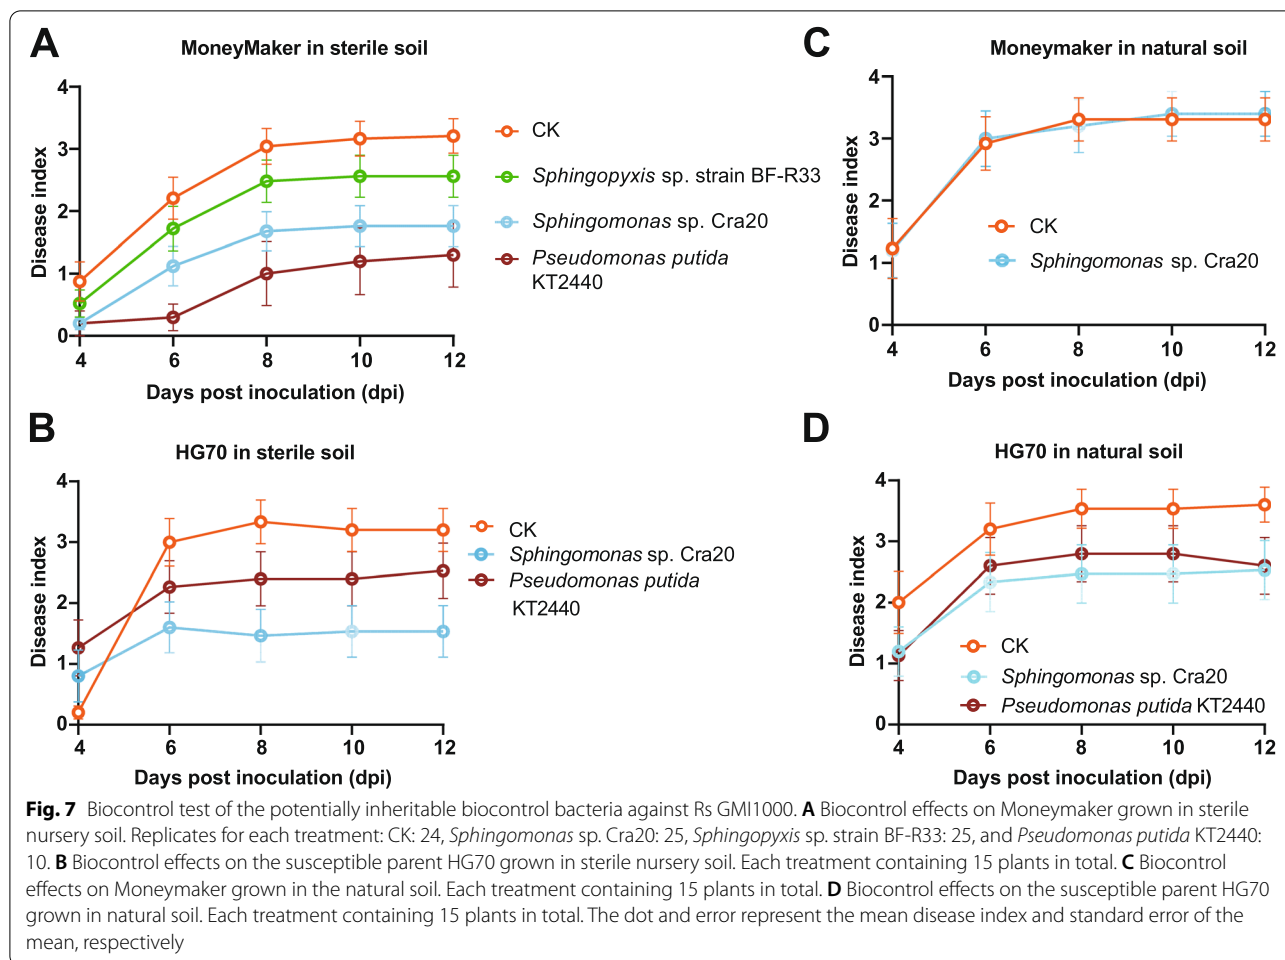 A
MoneyMaker in sterile soil
4
3
2
1
0
Disease index
4 6 8 10 12
Days post inoculation (dpi)
CK
Sphingopyxis sp. strain BF-R33
Sphingomonas sp. Cra20
Pseudomonas putida
KT2440
C
Moneymaker in natural soil
4
3
2
1
0
Disease index
4 6 8 10 12
Days post inoculation (dpi)
CK
Sphingomonas sp. Cra20
B
HG70 in sterile soil
4
3
2
1
0
Disease index
4 6 8 10 12
Days post inoculation (dpi)
CK
Sphingomonas sp. Cra20
Pseudomonas putida
KT2440
D
HG70 in natural soil
4
3
2
1
0
Disease index
4 6 8 10 12
Days post inoculation (dpi)
CK
Sphingomonas sp. Cra20
Pseudomonas putida KT2440
Fig. 7 Biocontrol test of the potentially inheritable biocontrol bacteria against Rs GMI1000. A Biocontrol effects on Moneymaker grown in sterile
nursery soil. Replicates for each treatment: CK: 24, Sphingomonas sp. Cra20: 25, Sphingopyxis sp. strain BF-R33: 25, and Pseudomonas putida KT2440:
10. B Biocontrol effects on the susceptible parent HG70 grown in sterile nursery soil. Each treatment containing 15 plants in total. C Biocontrol
effects on Moneymaker grown in the natural soil. Each treatment containing 15 plants in total. D Biocontrol effects on the susceptible parent HG70
grown in natural soil. Each treatment containing 15 plants in total. The dot and error represent the mean disease index and standard error of the
mean, respectively